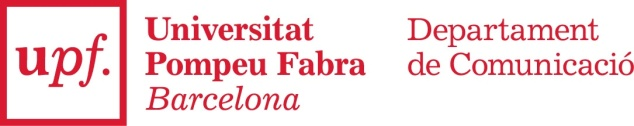 upf.
Universitat
Pompeu Fabra
Barcelona
Departament
de Comunicació